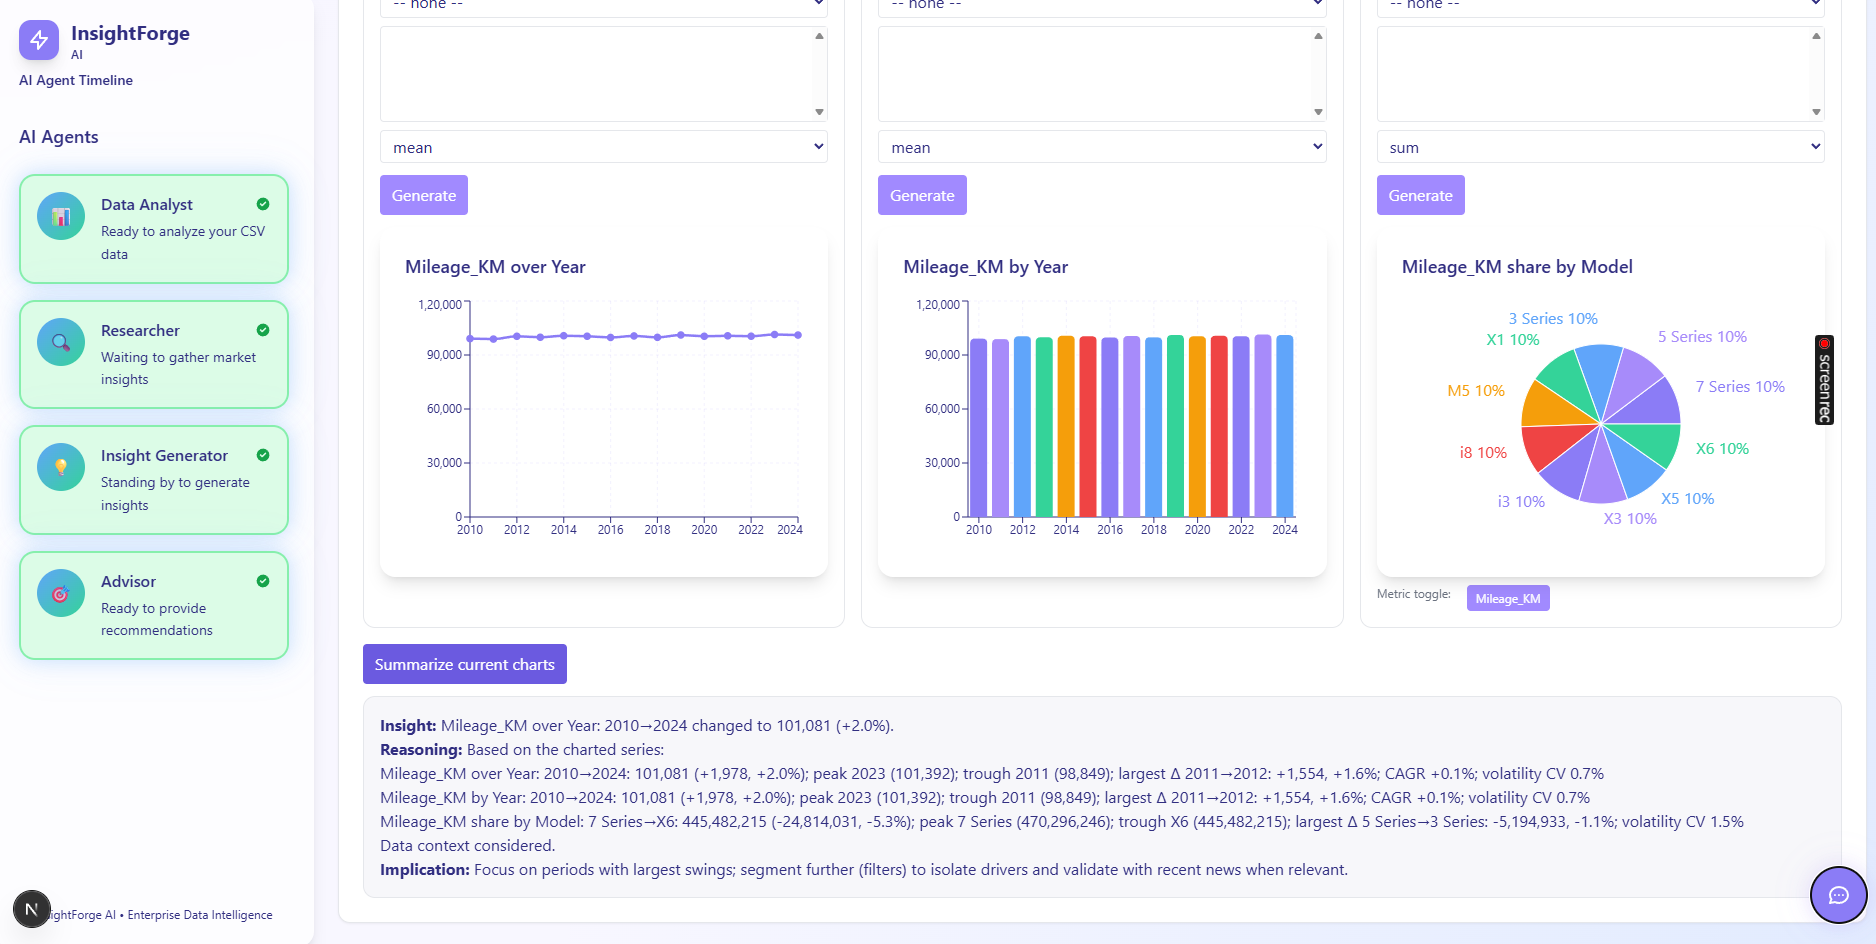 InsightForge
AI
AI Agent Timeline
AI Agents
Data Analyst
Ready to analyze your CSV
data
Researcher
Waiting to gather market
insights
Insight Generator
Standing by to generate
insights
Advisor
Ready to provide
recommendations
N
ightForge AI • Enterprise Data Intelligence
-- none --
mean
Generate
Mileage_KM over Year
1,20,000
90,000
60,000
30,000
0
2010 2012 2014 2016 2018 2020 2022 2024
-- none --
mean
Generate
Mileage_KM by Year
1,20,000
90,000
60,000
30,000
0
2010 2012 2014 2016 2018 2020 2022 2024
-- none --
sum
Generate
Mileage_KM share by Model
3 Series 10%
5 Series 10%
X1 10%
7 Series 10%
M5 10%
X6 10%
i8 10%
X5 10%
i3 10%
X3 10%
Metric toggle: Mileage_KM
screen rec
Summarize current charts
Insight: Mileage_KM over Year: 2010→2024 changed to 101,081 (+2.0%).
Reasoning: Based on the charted series:
Mileage_KM over Year: 2010→2024: 101,081 (+1,978, +2.0%); peak 2023 (101,392); trough 2011 (98,849); largest Δ 2011→2012: +1,554, +1.6%; CAGR +0.1%; volatility CV 0.7%
Mileage_KM by Year: 2010→2024: 101,081 (+1,978, +2.0%); peak 2023 (101,392); trough 2011 (98,849); largest Δ 2011→2012: +1,554, +1.6%; CAGR +0.1%; volatility CV 0.7%
Mileage_KM share by Model: 7 Series→X6: 445,482,215 (-24,814,031, -5.3%); peak 7 Series (470,296,246); trough X6 (445,482,215); largest Δ 5 Series→3 Series: -5,194,933, -1.1%; volatility CV 1.5%
Data context considered.
Implication: Focus on periods with largest swings; segment further (filters) to isolate drivers and validate with recent news when relevant.